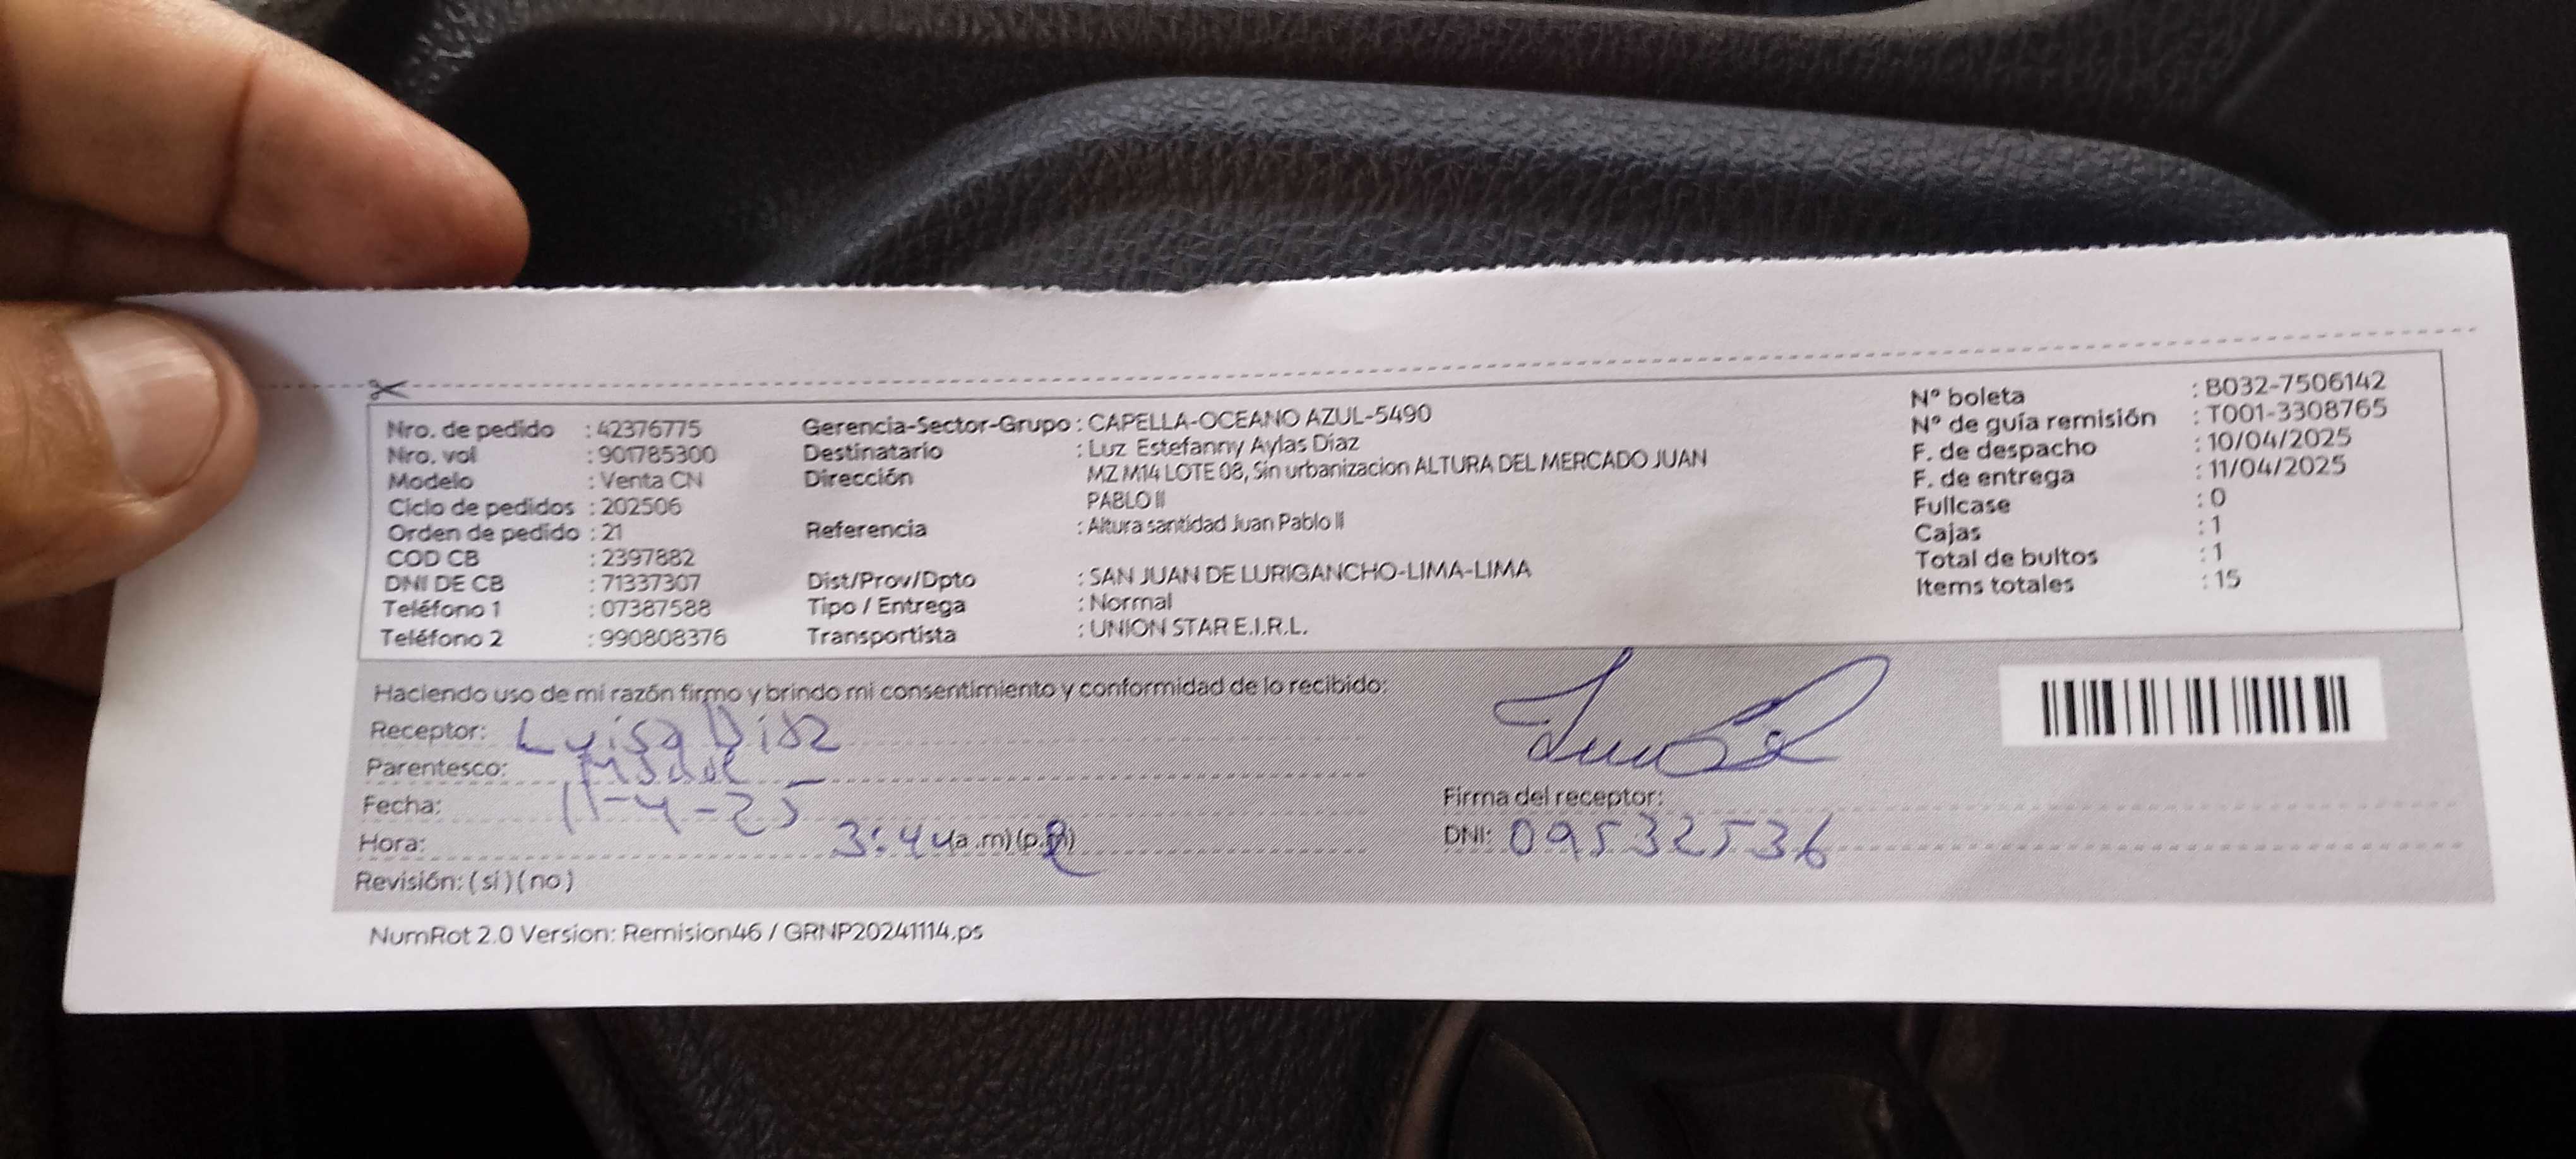 Nro. de pedido : 42376775
Nro. vol : 901785300
Modelo : Venta CN
Ciclo de pedidos : 202506
Orden de pedido : 21
COD CB : 2397882
DNI DE CB : 71337307
Teléfono 1 : 07387588
Teléfono 2 : 990808376
Gerencia-Sector-Grupo : CAPELLA-OCEANO AZUL-5490
Destinatario : Luz Estefanny Aylas Diaz
Dirección : MZ M14 LOTE 08, Sin urbanizacion ALTURA DEL MERCADO JUAN
PABLO II
Referencia : Altura santidad Juan Pablo II
Dist/Prov/Dpto : SAN JUAN DE LURIGANCHO-LIMA-LIMA
Tipo / Entrega : Normal
Transportista : UNION STAR E.I.R.L.
N° boleta : B032-7506142
N° de guía remisión : T001-3308765
F. de despacho : 10/04/2025
F. de entrega : 11/04/2025
Fullcase : 0
Cajas : 1
Total de bultos : 1
Items totales : 15
Haciendo uso de mi razón firmo y brindo mi consentimiento y conformidad de lo recibido:
Receptor: Luisa Diaz
Parentesco: Madre
Fecha: 11-4-25
Hora: 3:44 (a.m) (p.m)
Revisión: (si) (no)
Firma del receptor:
DNI: 09532536
NumRot 2.0 Version: Remision46 / GRNP20241114.ps